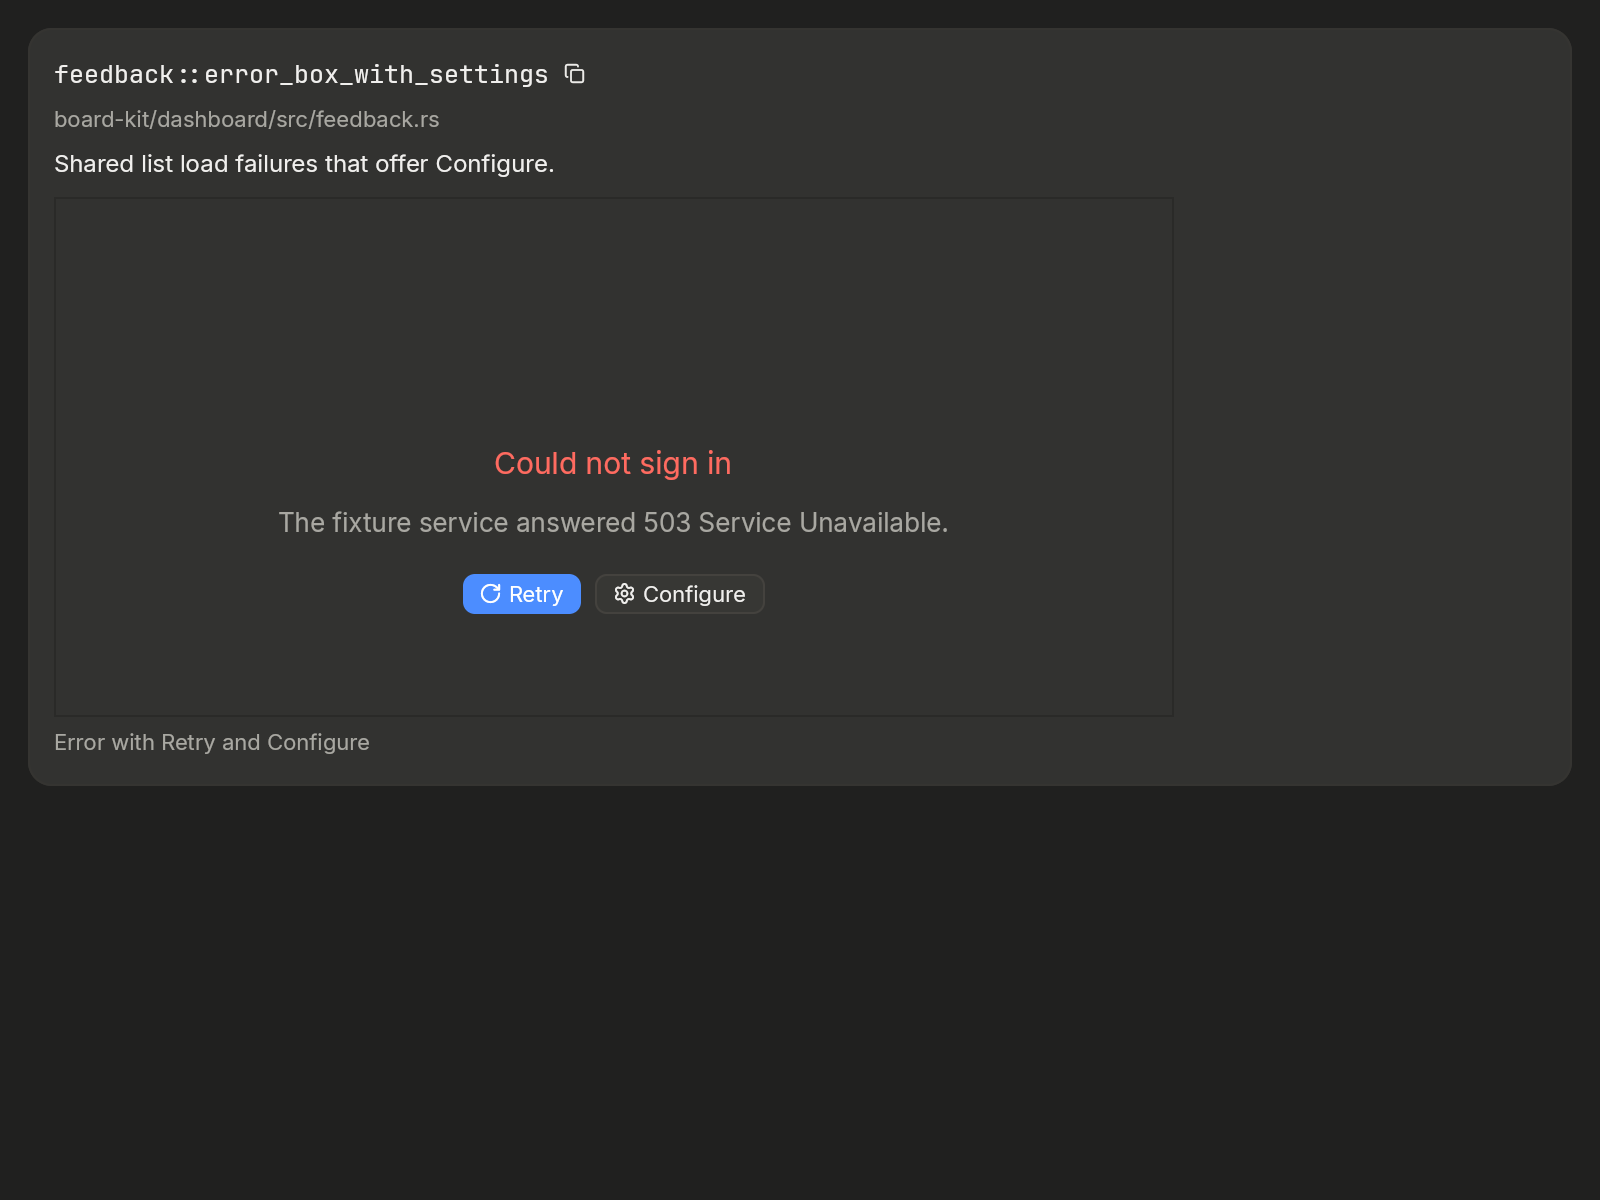 feedback::error_box_with_settings
board-kit/dashboard/src/feedback.rs
Shared list load failures that offer Configure.
Could not sign in
The fixture service answered 503 Service Unavailable.
Retry
Configure
Error with Retry and Configure